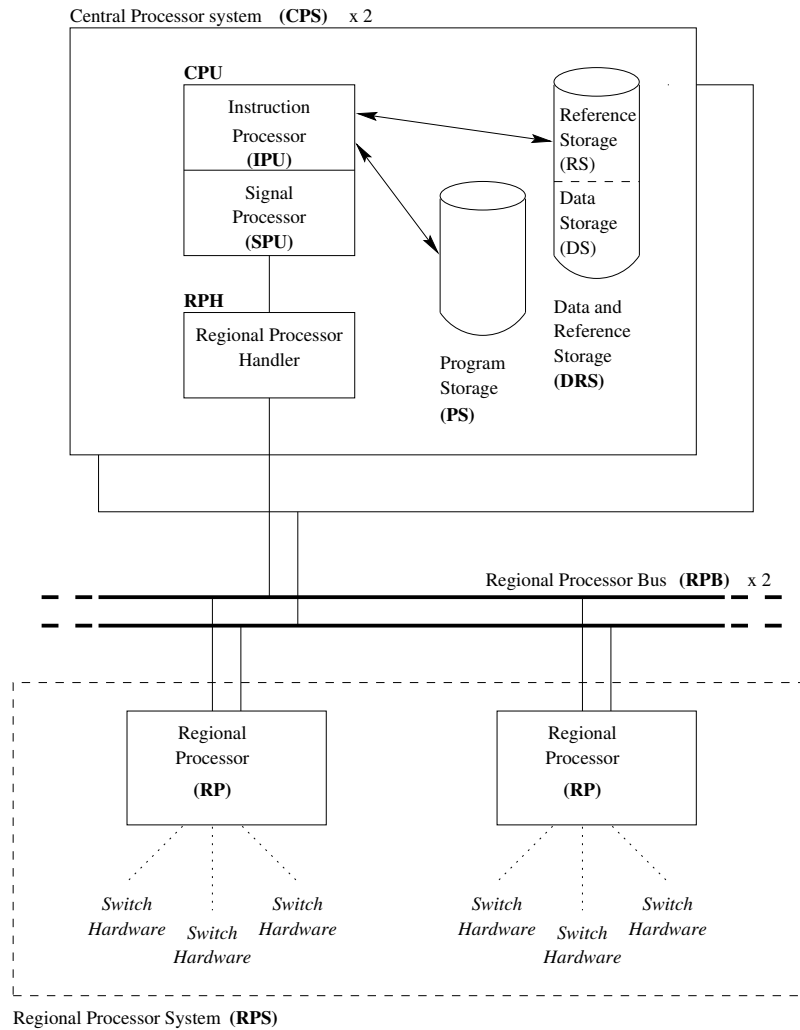 Central Processor system (CPS) x 2
CPU
Instruction
Processor
(IPU)
Signal
Processor
(SPU)
Reference
Storage
(RS)
Data
Storage
(DS)
RPH
Regional Processor
Handler
Program
Storage
(PS)
Data and
Reference
Storage
(DRS)
Regional Processor Bus (RPB) x 2
Regional
Processor
(RP)
Regional
Processor
(RP)
Switch
Hardware
Switch
Hardware
Switch
Hardware
Switch
Hardware
Switch
Hardware
Switch
Hardware
Regional Processor System (RPS)